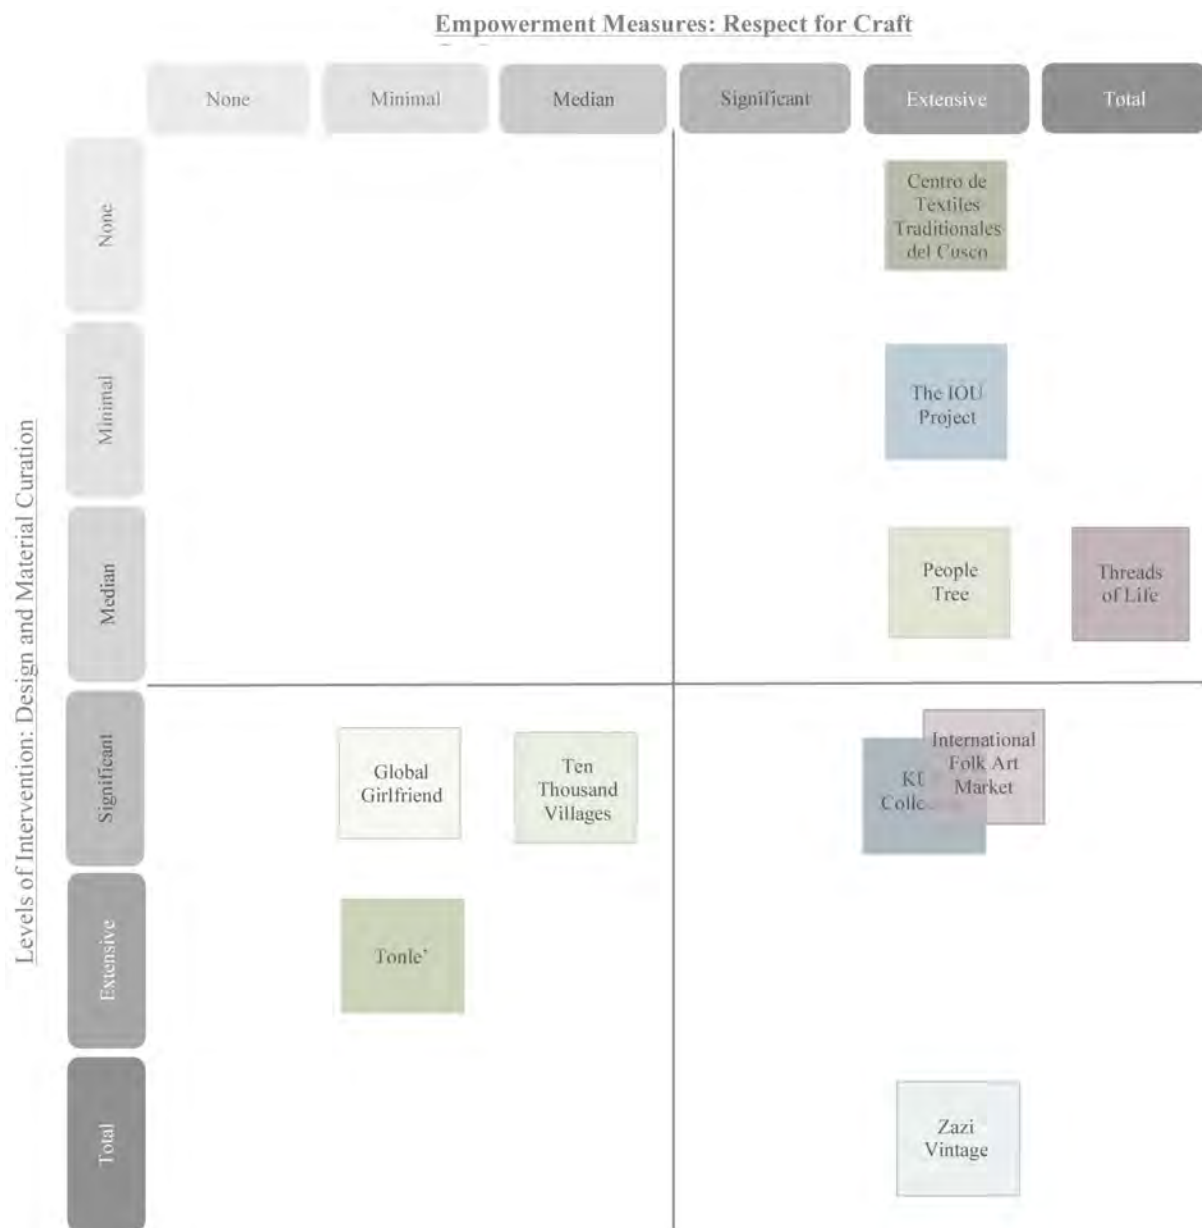 Empowerment Measures: Respect for Craft
None
Minimal
Median
Significant
Extensive
Total
Levels of Intervention: Design and Material Curation
None
Centro de
Textiles
Traditionales
del Cusco
Minimal
The IOU
Project
Median
People
Tree
Threads
of Life
Significant
Global
Girlfriend
Ten
Thousand
Villages
International
Folk Art
Market
Extensive
Tonle’
Total
Zazi
Vintage